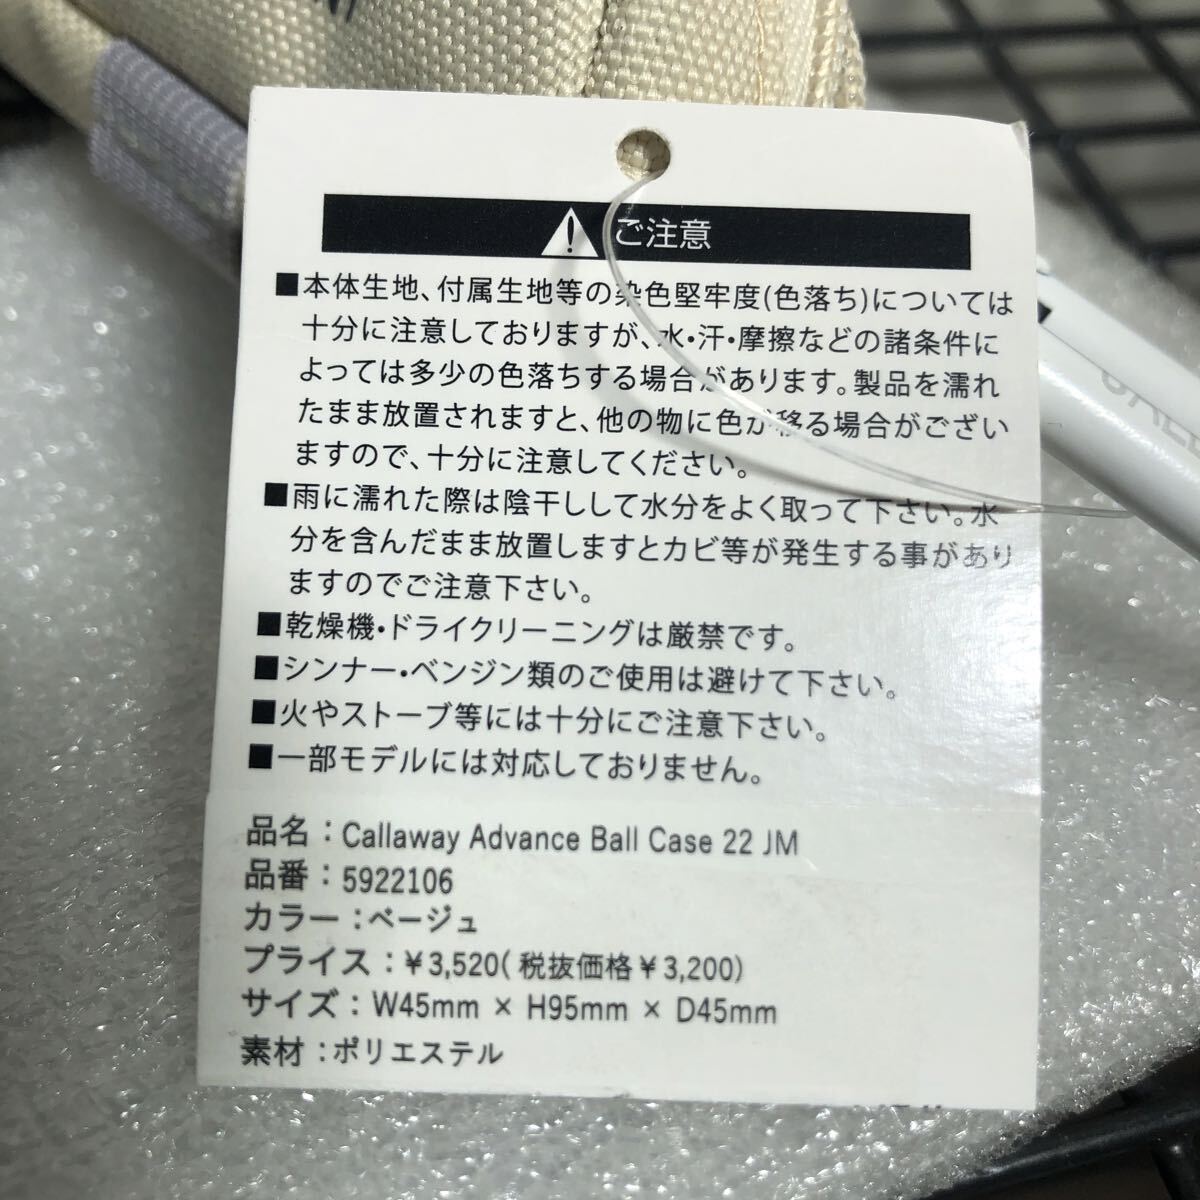 ご注意
■本体生地、付属生地等の染色堅牢度(色落ち)については
十分に注意しておりますが、水・汗・摩擦などの諸条件に
よっては多少の色落ちする場合があります。製品を濡れ
たまま放置されますと、他の物に色が移る場合がござい
ますので、十分に注意してください。
■雨に濡れた際は陰干しして水分をよく取って下さい。水
分を含んだまま放置しますとカビ等が発生する事があり
ますのでご注意下さい。
■乾燥機・ドライクリーニングは厳禁です。
■シンナー・ベンジン類のご使用は避けて下さい。
■火やストーブ等には十分にご注意下さい。
■一部モデルには対応しておりません。
品名：Callaway Advance Ball Case 22 JM
品番：5922106
カラー：ベージュ
プライス：￥3,520(税抜価格￥3,200)
サイズ：W45mm × H95mm × D45mm
素材：ポリエステル